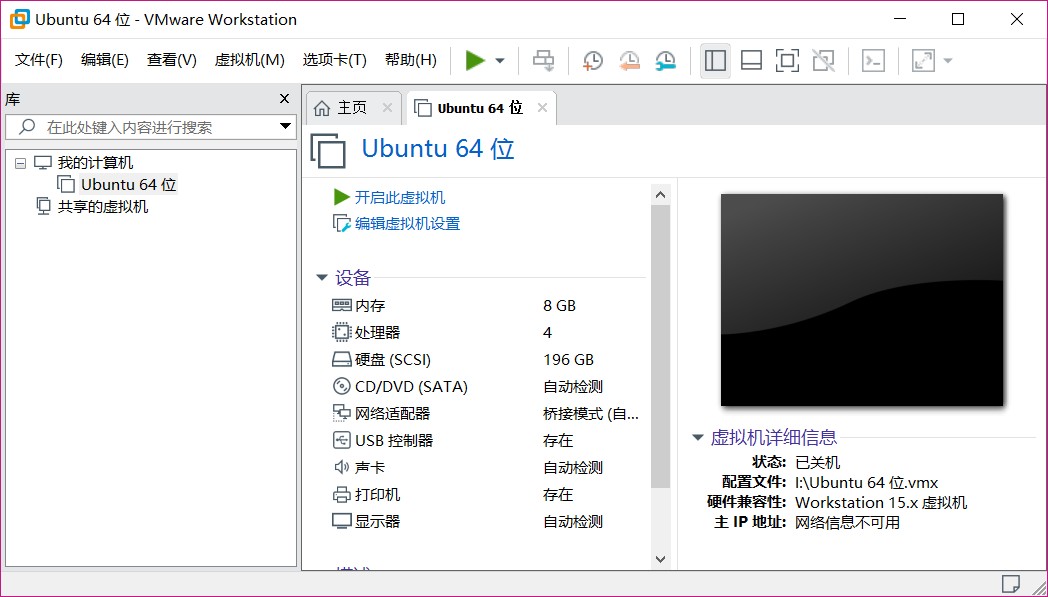 Ubuntu 64 位 - VMware Workstation
文件(F) 编辑(E) 查看(V) 虚拟机(M) 选项卡(T) 帮助(H)
库
在此处键入内容进行搜索
我的计算机
Ubuntu 64 位
共享的虚拟机
主页
Ubuntu 64 位
Ubuntu 64 位
开启此虚拟机
编辑虚拟机设置
设备
内存 8 GB
处理器 4
硬盘 (SCSI) 196 GB
CD/DVD (SATA) 自动检测
网络适配器 桥接模式 (自...
USB 控制器 存在
声卡 自动检测
打印机 存在
显示器 自动检测
虚拟机详细信息
状态: 已关机
配置文件: I:\Ubuntu 64 位.vmx
硬件兼容性: Workstation 15.x 虚拟机
主 IP 地址: 网络信息不可用